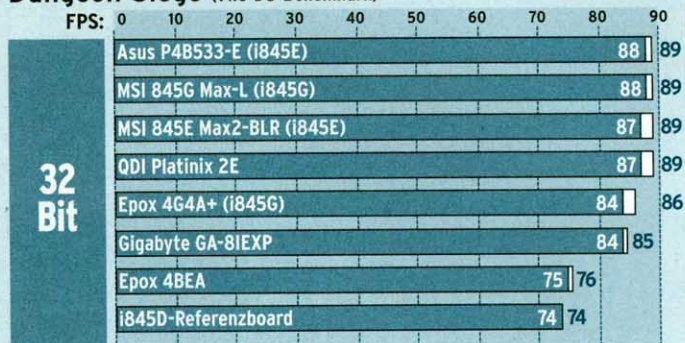 FPS: 0 10 20 30 40 50 60 70 80 90
32 Bit
Asus P4B533-E (i845E) 88 89
MSI 845G Max-L (i845G) 88 89
MSI 845E Max2-BLR (i845E) 87 89
QDI Platinix 2E 87 89
Epox 4G4A+ (i845G) 84 86
Gigabyte GA-8IEXP 84 85
Epox 4BEA 75 76
i845D-Referenzboard 74 74